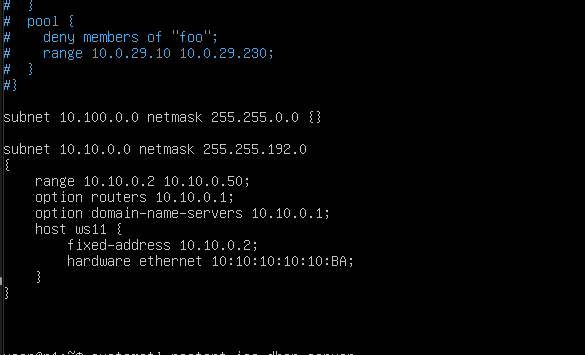 #  }
#  pool {
#    deny members of "foo";
#    range 10.0.29.10 10.0.29.230;
#  }
#}
subnet 10.100.0.0 netmask 255.255.0.0 {}
subnet 10.10.0.0 netmask 255.255.192.0
{
    range 10.10.0.2 10.10.0.50;
    option routers 10.10.0.1;
    option domain-name-servers 10.10.0.1;
    host ws11 {
        fixed-address 10.10.0.2;
        hardware ethernet 10:10:10:10:10:BA;
    }
}